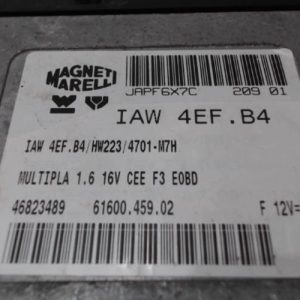 MAGNETI
MARELLI
JAPF6X7C 209 01
IAW 4EF.B4
IAW 4EF.B4/HW223/4701-M7H
MULTIPLA 1.6 16V CEE F3 EOBD
46823489 61600.459.02 F 12V=